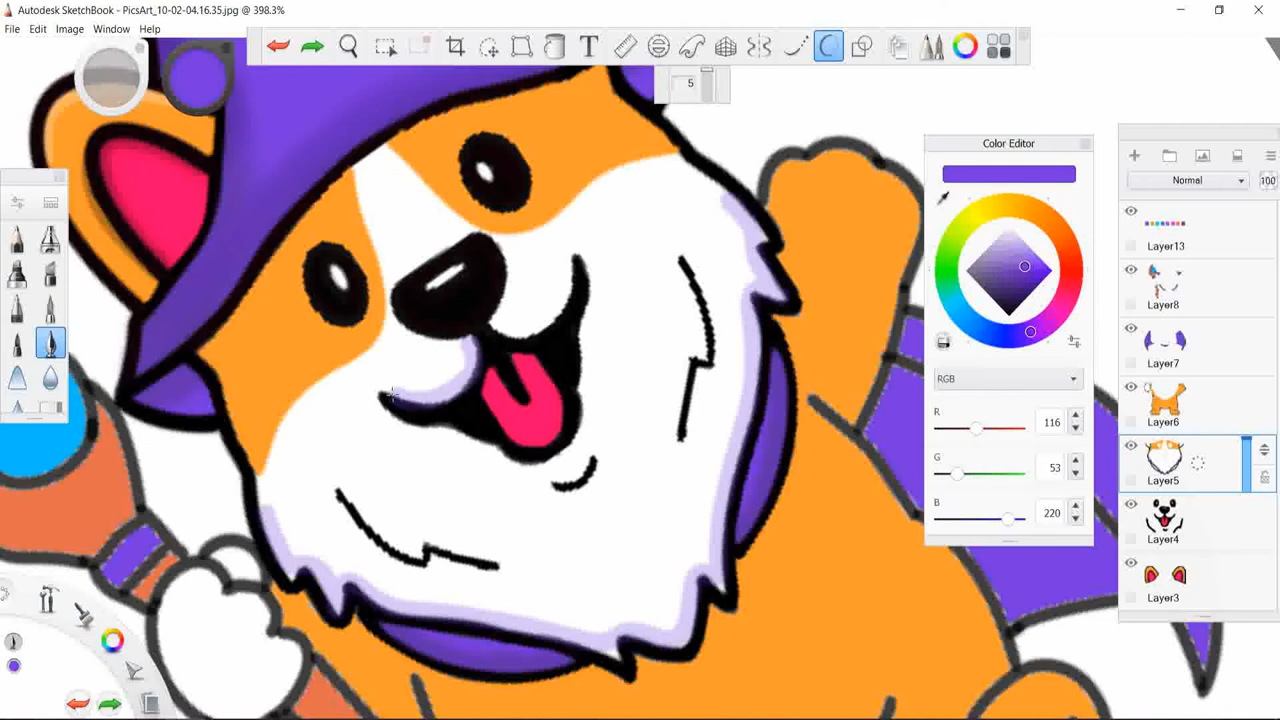 Autodesk SketchBook - PicsArt_10-02-04.16.35.jpg @ 398.3%
File Edit Image Window Help
T
5
Color Editor
RGB
R 116
G 53
B 220
Normal 100
Layer13
Layer8
Layer7
Layer6
Layer5
Layer4
Layer3